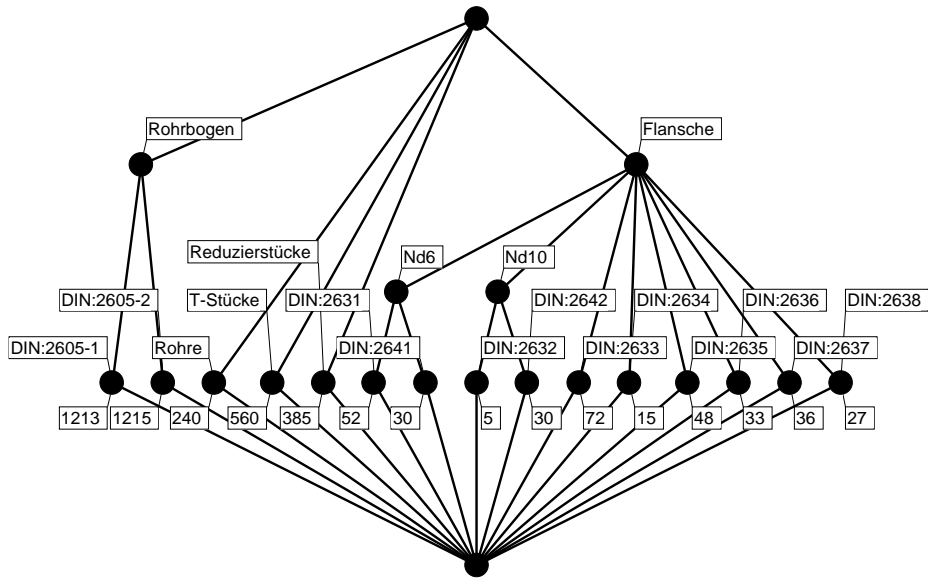 Rohrbogen
Flansche
Reduzierstücke
Nd6
Nd10
DIN:2605-2
T-Stücke
DIN:2631
DIN:2642
DIN:2634
DIN:2636
DIN:2638
DIN:2605-1
Rohre
DIN:2641
DIN:2632
DIN:2633
DIN:2635
DIN:2637
1213
1215
240
560
385
52
30
5
30
72
15
48
33
36
27